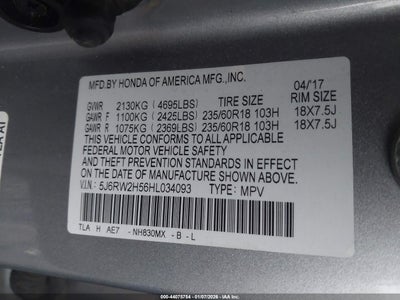 MFD.BY HONDA OF AMERICA MFG.,INC. 04/'17
GVWR 2130KG (4695LBS) TIRE SIZE RIM SIZE
GAWR F 1100KG (2425LBS) 235/60R18 103H 18X7.5J
GAWR R 1075KG (2369LBS) 235/60R18 103H 18X7.5J
THIS VEHICLE CONFORMS TO ALL APPLICABLE
FEDERAL MOTOR VEHICLE SAFETY, BUMPER,
AND THEFT PREVENTION STANDARDS IN EFFECT
ON THE DATE OF MANUFACTURE SHOWN ABOVE.
V.I.N.: 5J6RW2H56HL034093 TYPE: MPV
TLA H AE7 - NH830MX - B - L
000-44075754 - 01/07/2026 - IAA Inc.